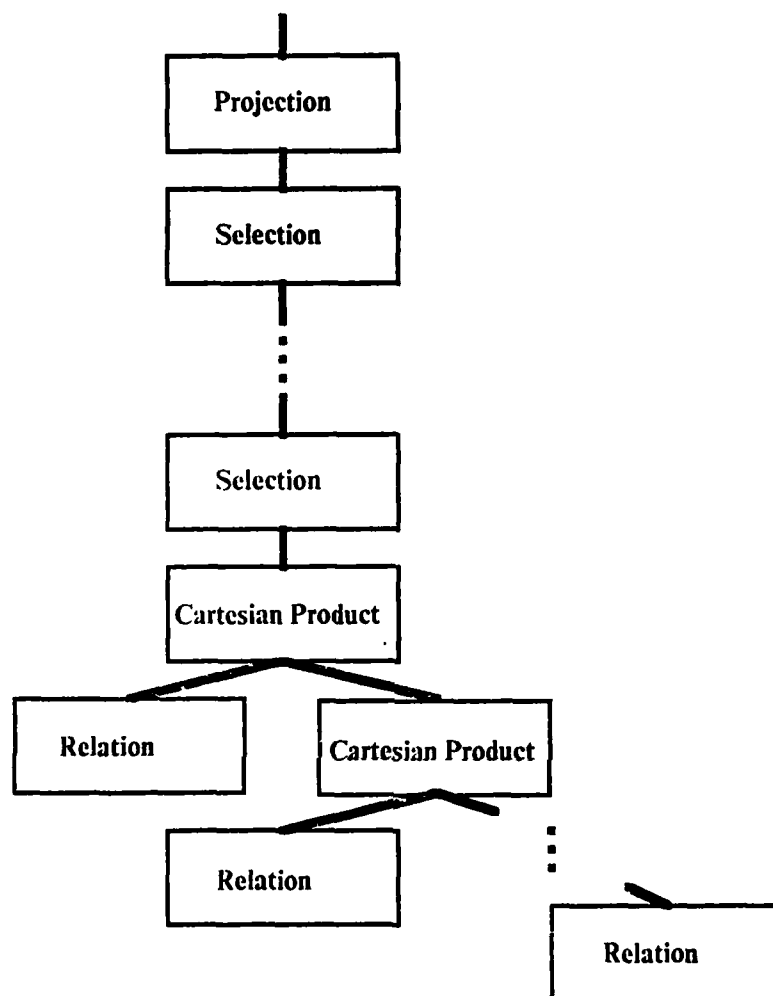 Projection
Selection
Selection
Cartesian Product
Relation
Cartesian Product
Relation
Relation